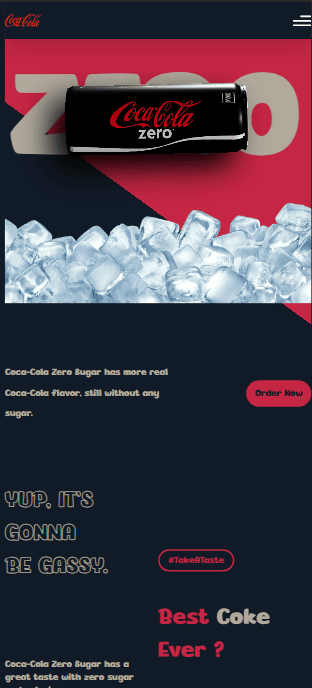 Coca-Cola
ZERO
Coca-Cola
zero
Coca-Cola Zero Sugar has more real
Coca-Cola flavor, still without any
sugar.
Order Now
YUP, IT'S
GONNA
BE GASSY.
#TakeATaste
Best Coke
Ever ?
Coca-Cola Zero Sugar has a
great taste with zero sugar